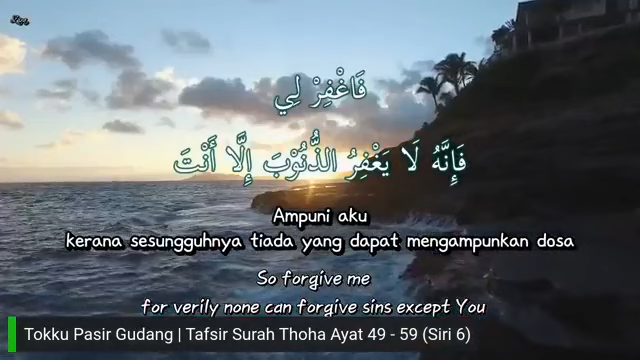 فَاغْفِرْ لِي
فَإِنَّهُ لَا يَغْفِرُ الذُّنُوْبَ إِلَّا أَنْتَ
Ampuni aku
kerana sesungguhnya tiada yang dapat mengampunkan dosa
So forgive me
for verily none can forgive sins except You
Tokku Pasir Gudang | Tafsir Surah Thoha Ayat 49 - 59 (Siri 6)